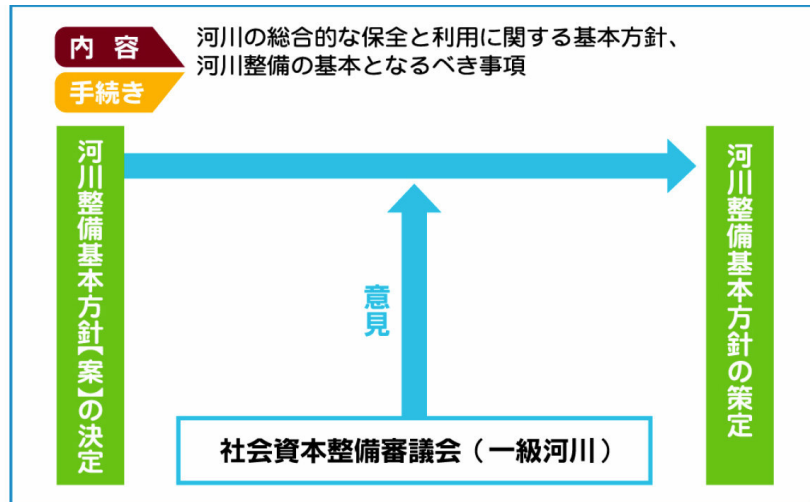 内容
河川の総合的な保全と利用に関する基本方針、
河川整備の基本となるべき事項
手続き
河川整備基本方針【案】の決定
意見
社会資本整備審議会（一級河川）
河川整備基本方針の策定